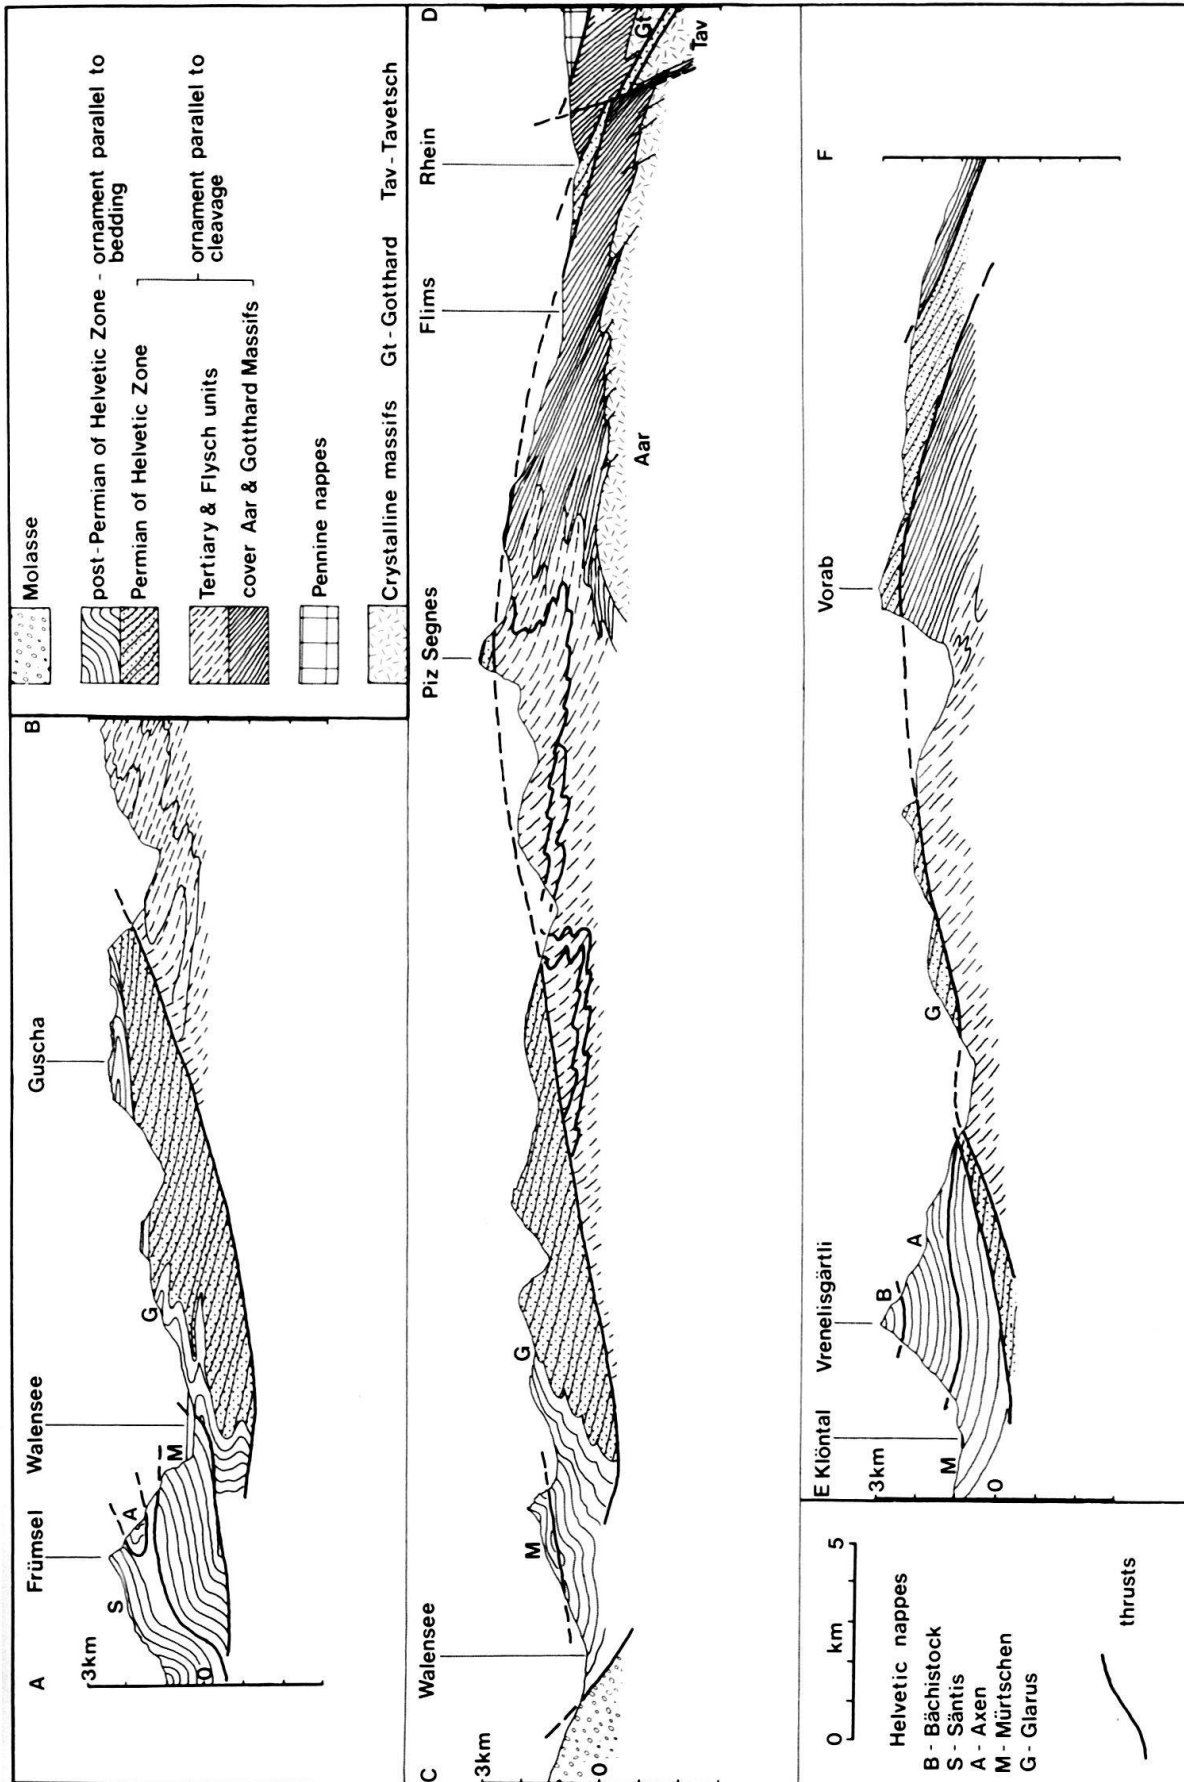 A
Frümsel
Walensee
Guscha
B
3km
0
S
A
M
G
Molasse
post-Permian of Helvetic Zone - ornament parallel to
bedding
Permian of Helvetic Zone
Tertiary & Flysch units
ornament parallel to
cleavage
cover Aar & Gotthard Massifs
Pennine nappes
Crystalline massifs Gt - Gotthard Tav - Tavetsch
C
Walensee
Piz Segnes
Flims
Rhein
D
3km
0
M
G
Aar
Gt
Tav
0 km 5
Helvetic nappes
B - Bächistock
S - Säntis
A - Axen
M - Mürtschen
G - Glarus
thrusts
E Klöntal
Vrenelisgärtli
Vorab
F
3km
0
M
B
A
G